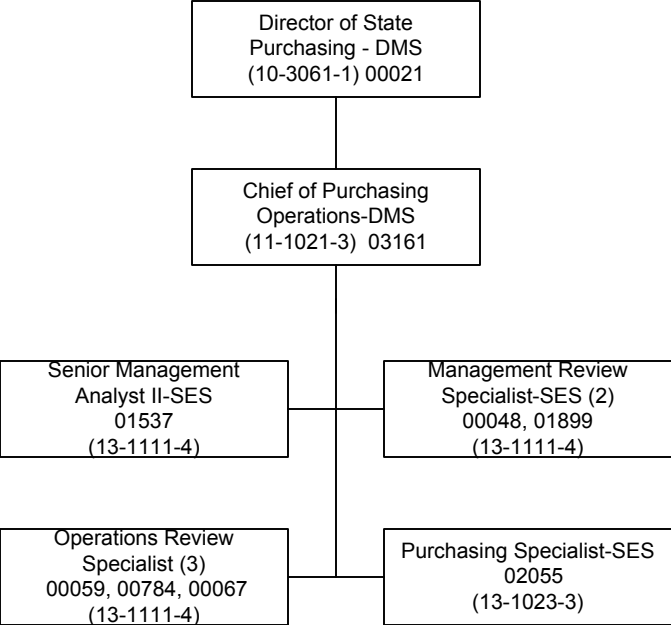 Director of State
Purchasing - DMS
(10-3061-1) 00021
Chief of Purchasing
Operations-DMS
(11-1021-3)  03161
Senior Management
Analyst II-SES
01537
(13-1111-4)
Management Review
Specialist-SES (2)
00048, 01899
(13-1111-4)
Operations Review
Specialist (3)
00059, 00784, 00067
(13-1111-4)
Purchasing Specialist-SES
02055
(13-1023-3)